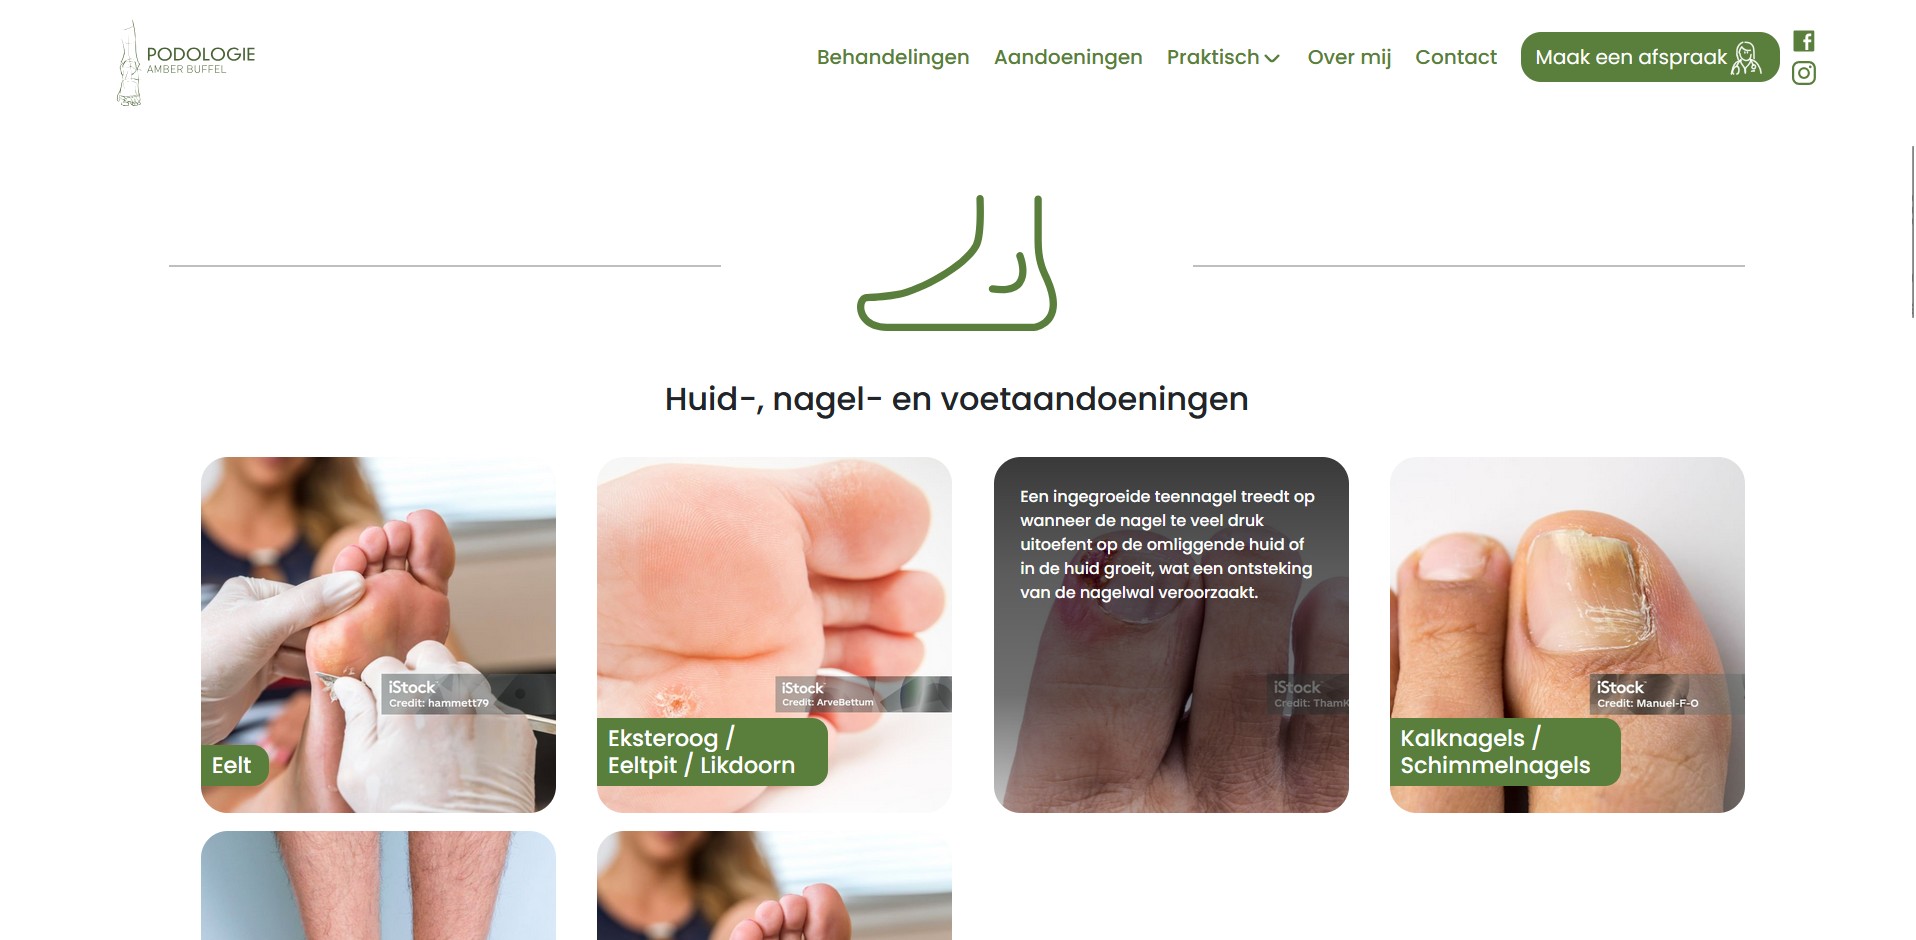 PODOLOGIE
AMBER BUFFEL
Behandelingen
Aandoeningen
Praktisch
Over mij
Contact
Maak een afspraak
Huid-, nagel- en voetaandoeningen
iStock
Credit: hammett79
Eelt
iStock
Credit: ArveBettum
Eksteroog /
Eeltpit / Likdoorn
Een ingegroeide teennagel treedt op
wanneer de nagel te veel druk
uitoefent op de omliggende huid of
in de huid groeit, wat een ontsteking
van de nagelwal veroorzaakt.
iStock
Credit: ThamK
iStock
Credit: Manuel-F-O
Kalknagels /
Schimmelnagels